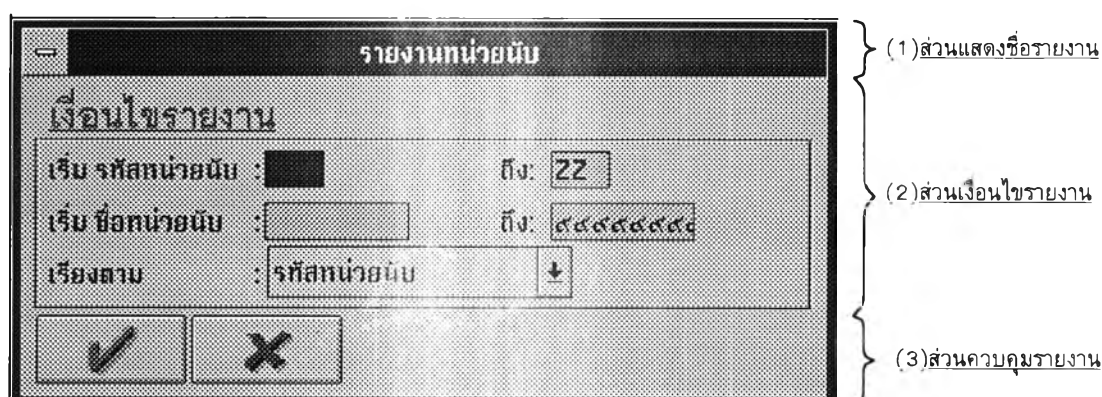 รายงานหน่วยนับ
(1)ส่วนแสดงชื่อรายงาน
เงื่อนไขรายงาน
เริ่ม รหัสหน่วยนับ : ถึง: ZZ
(2)ส่วนเงื่อนไขรายงาน
เริ่ม ชื่อหน่วยนับ : ถึง:
เรียงตาม : รหัสหน่วยนับ
(3)ส่วนควบคุมรายงาน